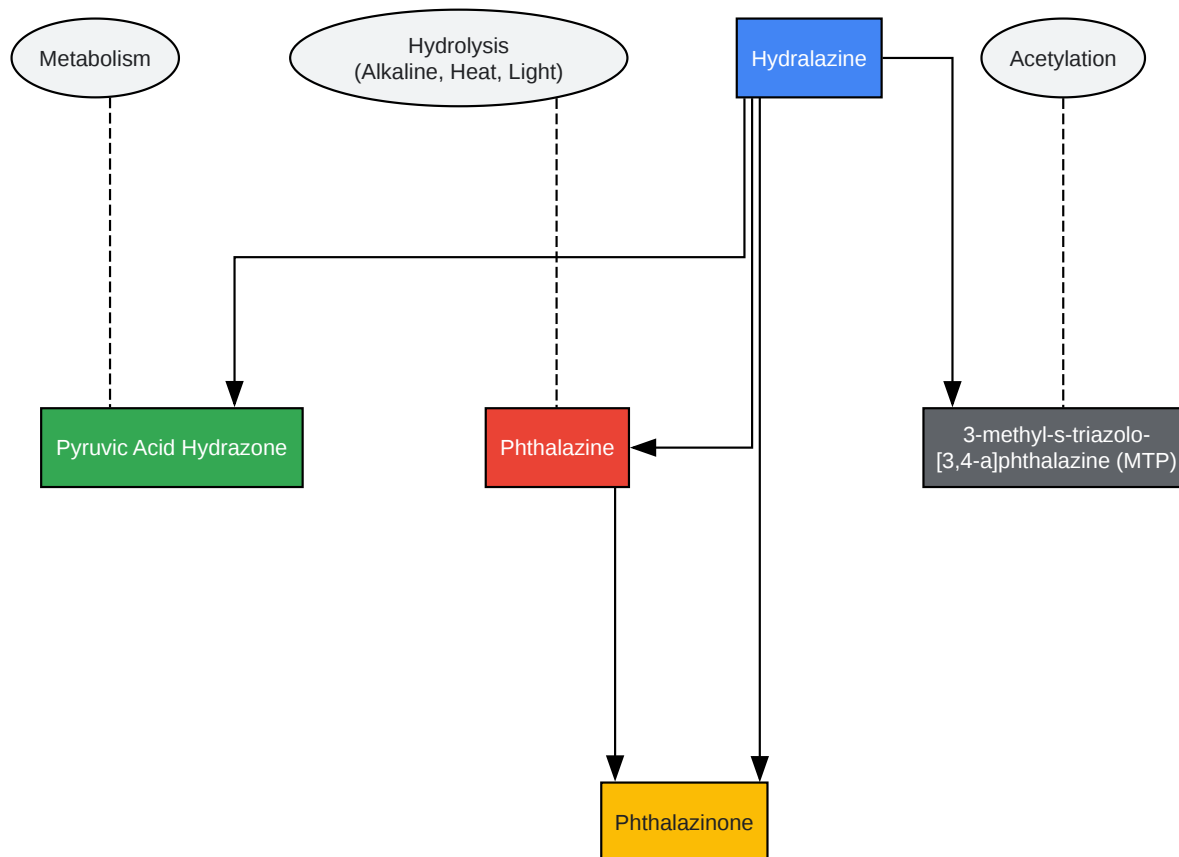 Metabolism
Hydrolysis
(Alkaline, Heat, Light)
Hydralazine
Acetylation
Pyruvic Acid Hydrazone
Phthalazine
3-methyl-s-triazolo-
[3,4-a]phthalazine (MTP)
Phthalazinone